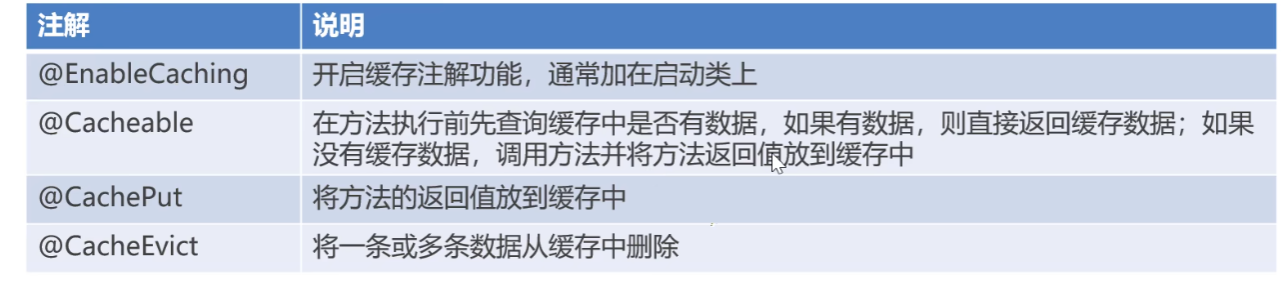 注解 说明
@EnableCaching 开启缓存注解功能，通常加在启动类上
@Cacheable 在方法执行前先查询缓存中是否有数据，如果有数据，则直接返回缓存数据；如果
没有缓存数据，调用方法并将方法返回值放到缓存中
@CachePut 将方法的返回值放到缓存中
@CacheEvict 将一条或多条数据从缓存中删除